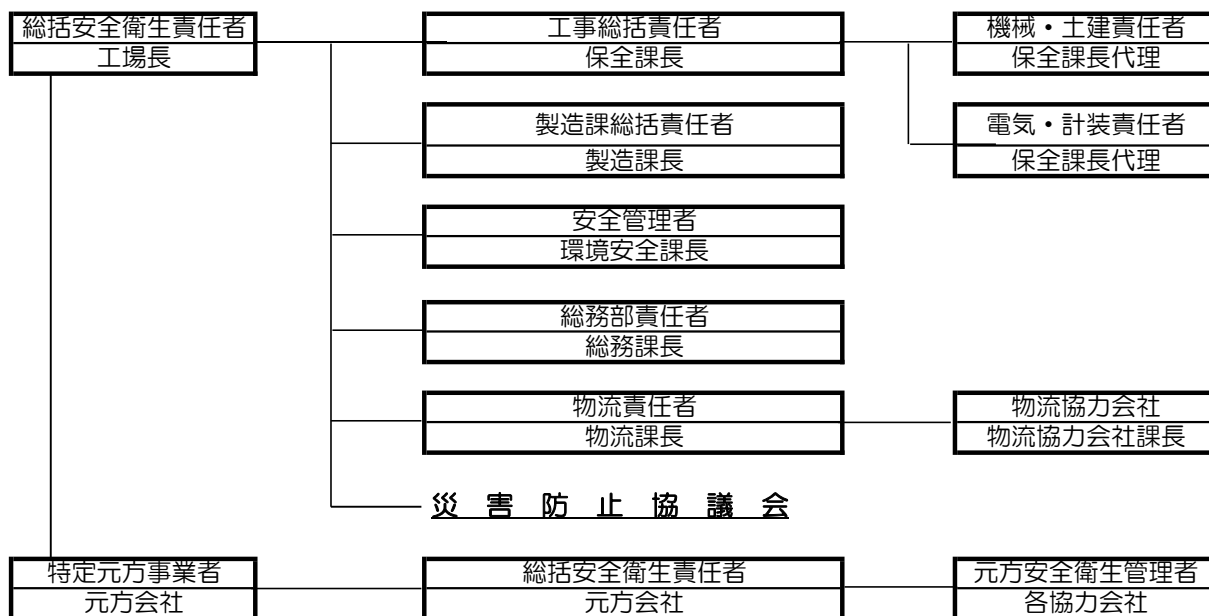 総括安全衛生責任者
工場長
工事総括責任者
保全課長
機械・土建責任者
保全課長代理
製造課総括責任者
製造課長
電気・計装責任者
保全課長代理
安全管理者
環境安全課長
総務部責任者
総務課長
物流責任者
物流課長
物流協力会社
物流協力会社課長
災 害 防 止 協 議 会
特定元方事業者
元方会社
総括安全衛生責任者
元方会社
元方安全衛生管理者
各協力会社